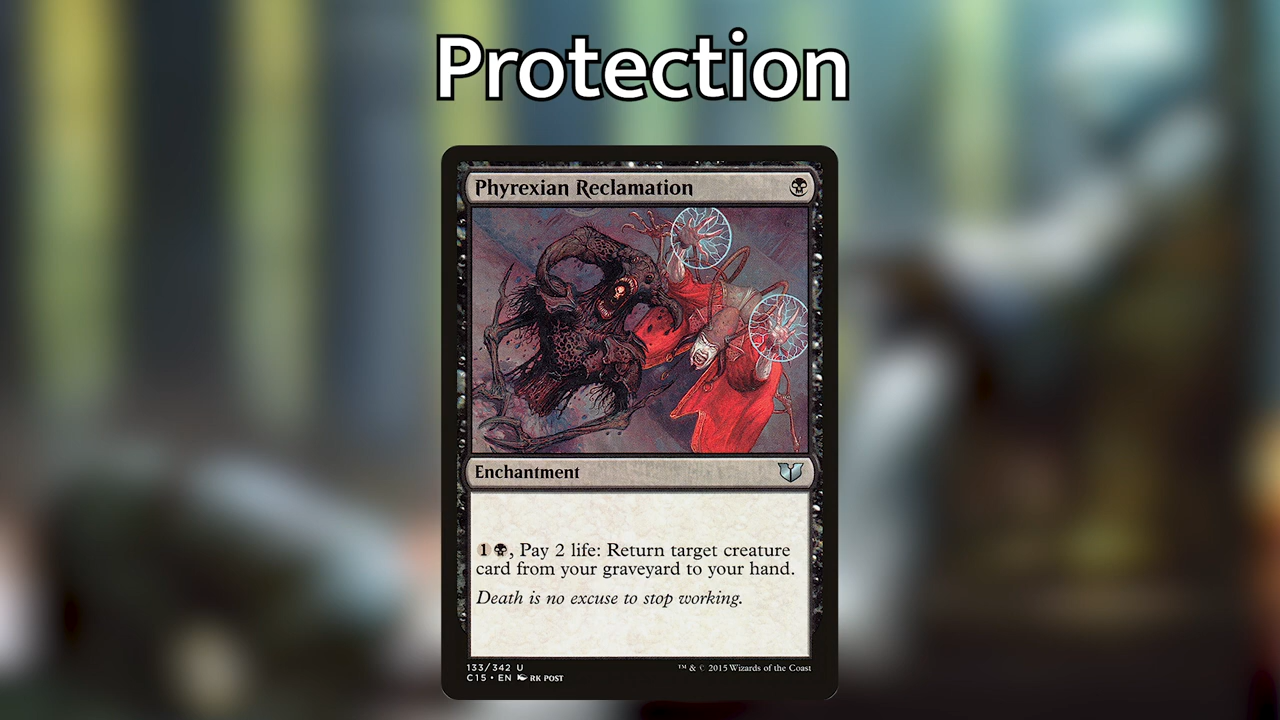 Protection
Phyrexian Reclamation
Enchantment
1, Pay 2 life: Return target creature
card from your graveyard to your hand.
Death is no excuse to stop working.
133/342 U
™ & © 2015 Wizards of the Coast
C15 • EN RK POST